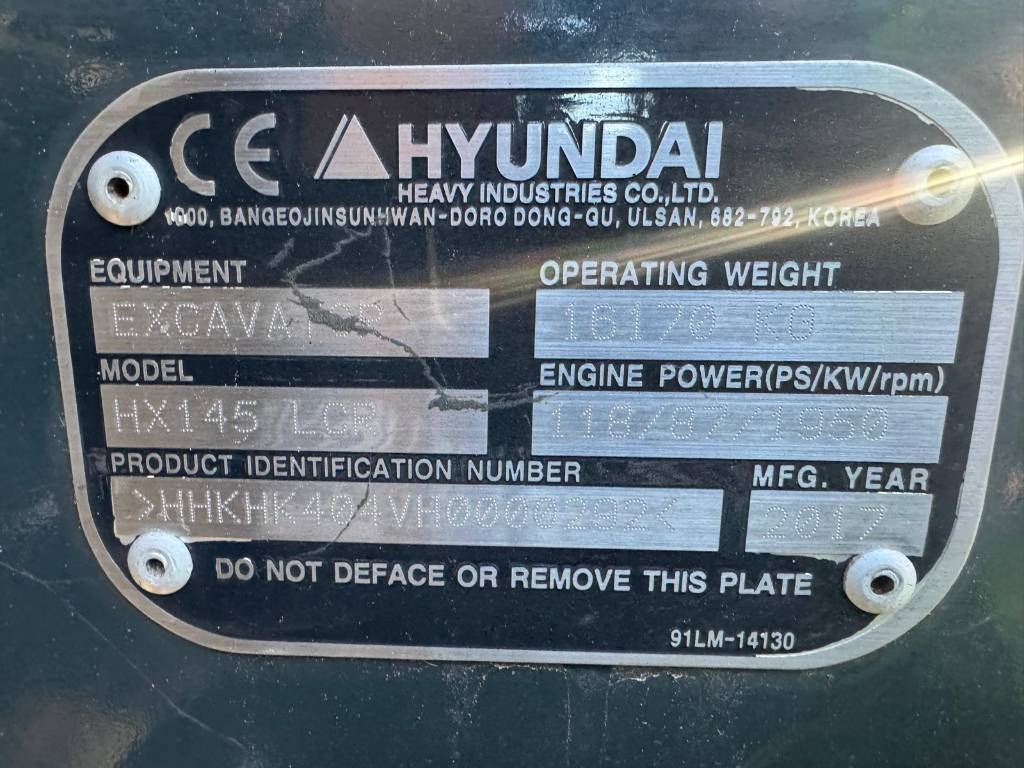 CE HYUNDAI
HEAVY INDUSTRIES CO.,LTD.
1000, BANGEOJINSUNHWAN-DORO DONG-GU, ULSAN, 682-792, KOREA
EQUIPMENT OPERATING WEIGHT
EXCAVATOR 16170 KG
MODEL ENGINE POWER(PS/KW/rpm)
HX145 LCR 118/87/1950
PRODUCT IDENTIFICATION NUMBER MFG. YEAR
>HHKHK404VH0000292< 2017
DO NOT DEFACE OR REMOVE THIS PLATE
91LM-14130